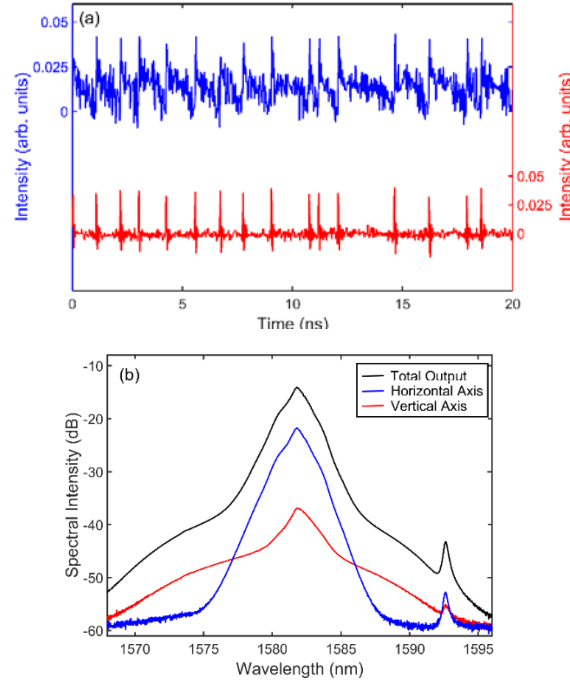 (a)
0.05
0.025
0
Intensity (arb. units)
0.05
0.025
0
Intensity (arb. units)
0 5 10 15 20
Time (ns)
(b)
Total Output
Horizontal Axis
Vertical Axis
-10
-20
-30
-40
-50
-60
Spectral Intensity (dB)
1570 1575 1580 1585 1590 1595
Wavelength (nm)